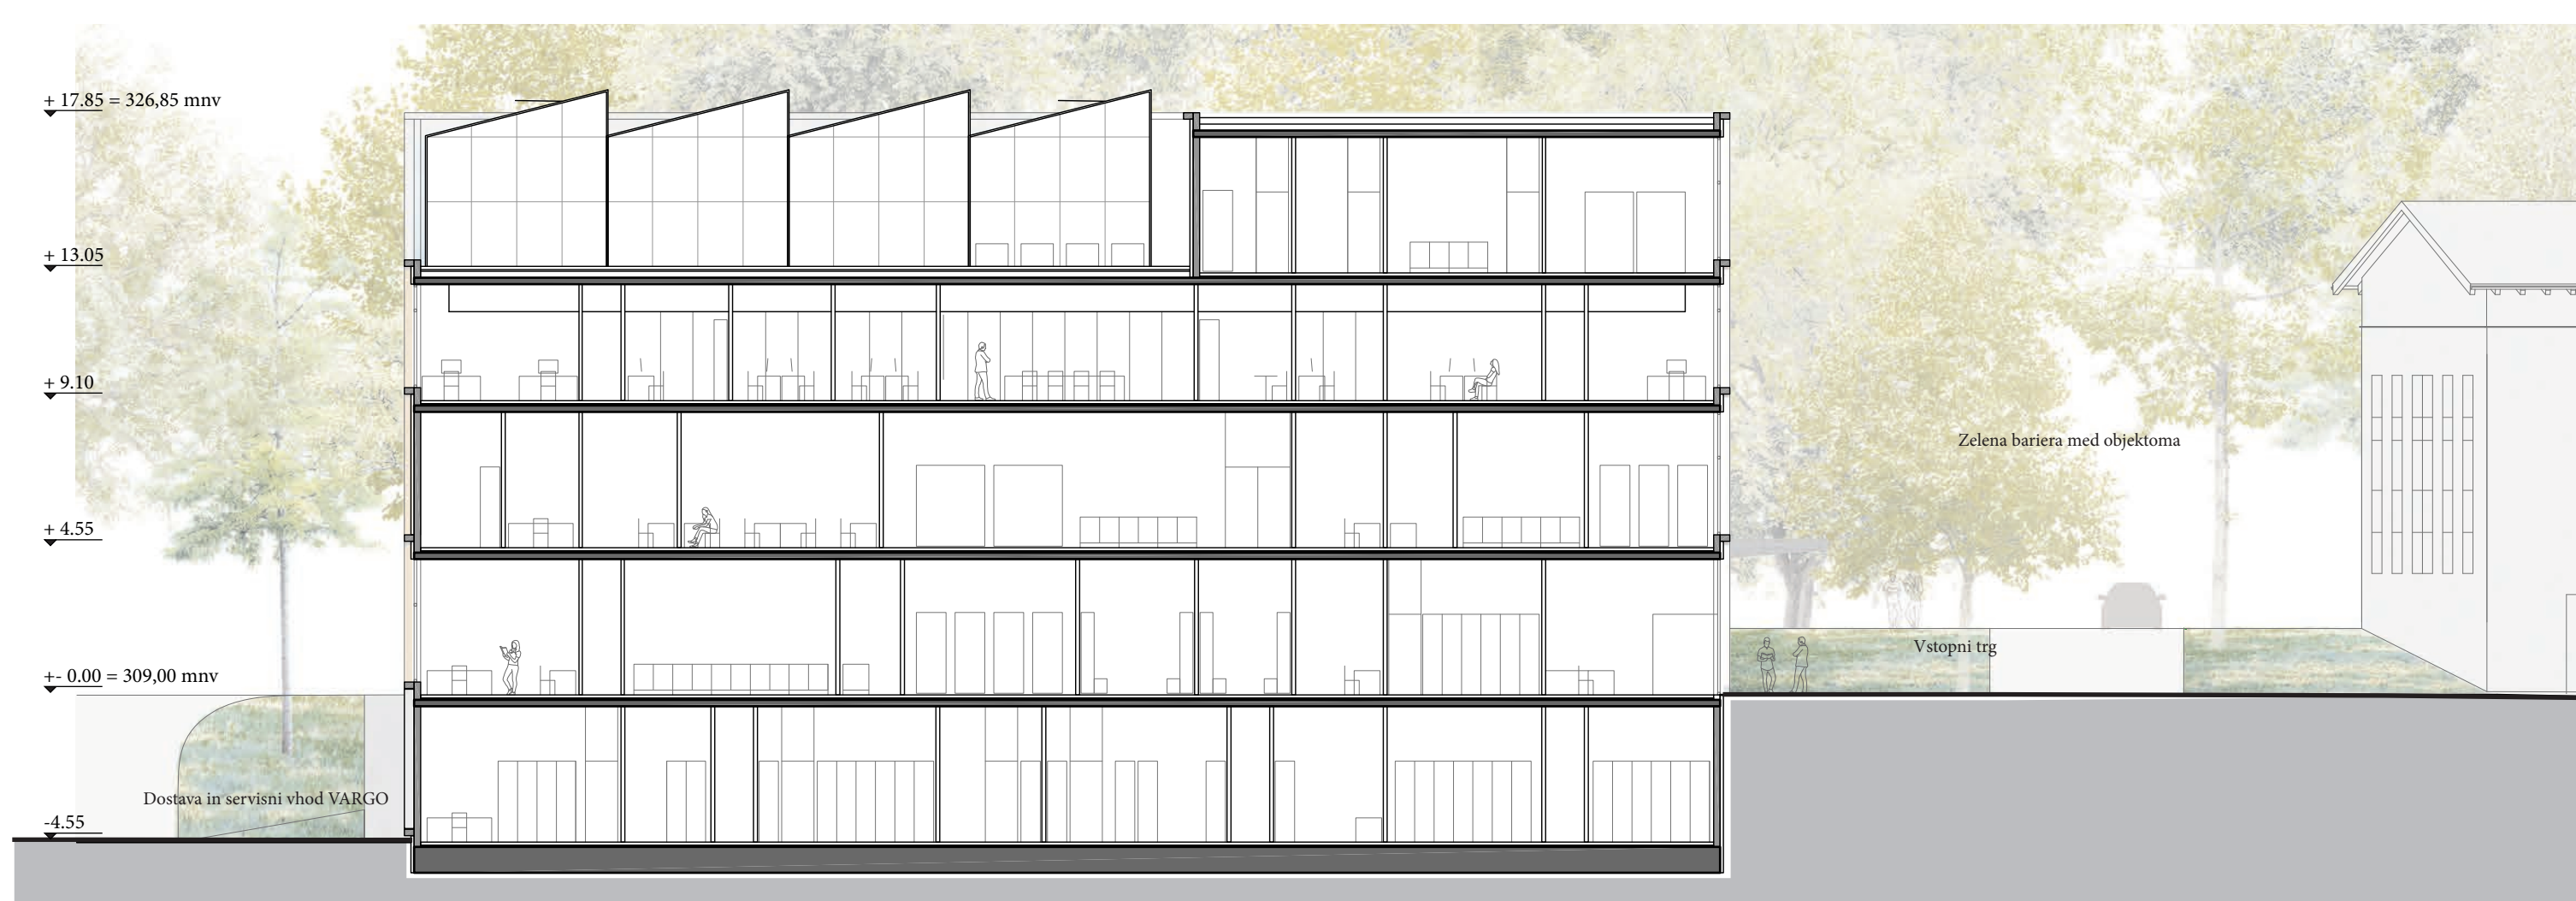 + 17.85 = 326,85 mnv
+ 13.05
+ 9.10
Zelena bariera med objektoma
+ 4.55
Vstopni trg
+- 0.00 = 309,00 mnv
Dostava in servisni vhod VARGO
-4.55